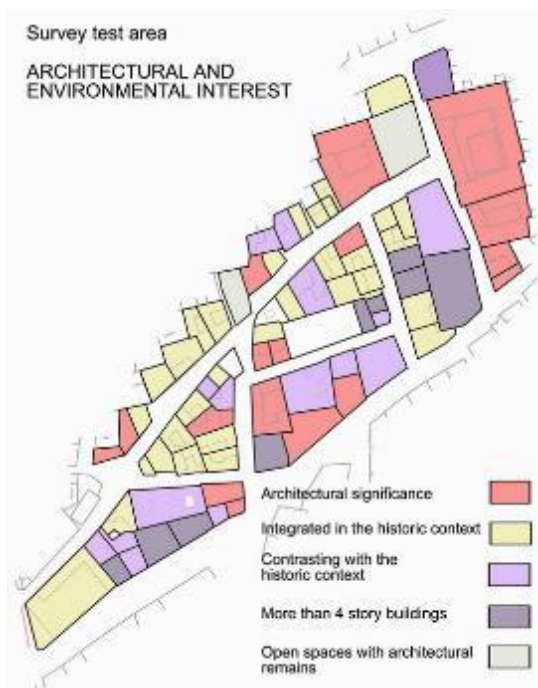 Survey test area
ARCHITECTURAL AND
ENVIRONMENTAL INTEREST
Architectural significance
Integrated in the historic context
Contrasting with the
historic context
More than 4 story buildings
Open spaces with architectural
remains